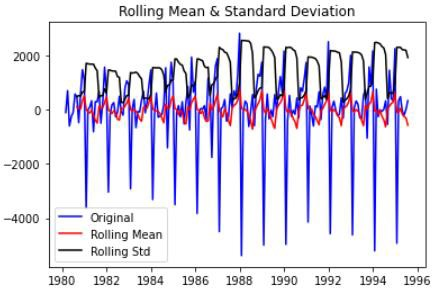 Rolling Mean & Standard Deviation
2000
0
−2000
−4000
Original
Rolling Mean
Rolling Std
1980 1982 1984 1986 1988 1990 1992 1994 1996